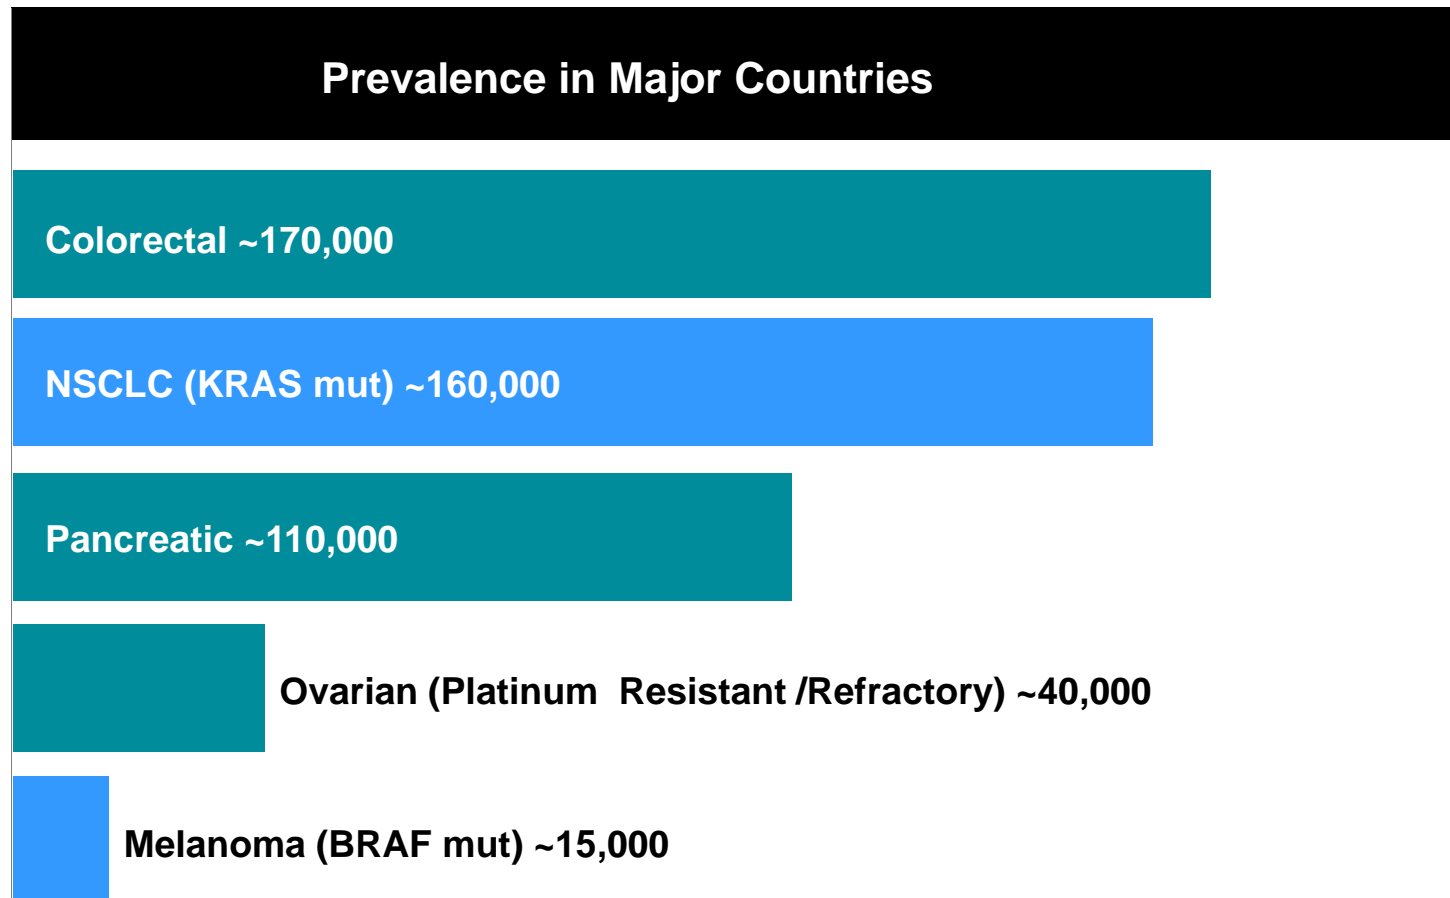 Prevalence in Major Countries
Colorectal ~170,000
NSCLC (KRAS mut) ~160,000
Pancreatic ~110,000
Ovarian (Platinum  Resistant /Refractory) ~40,000
Melanoma (BRAF mut) ~15,000